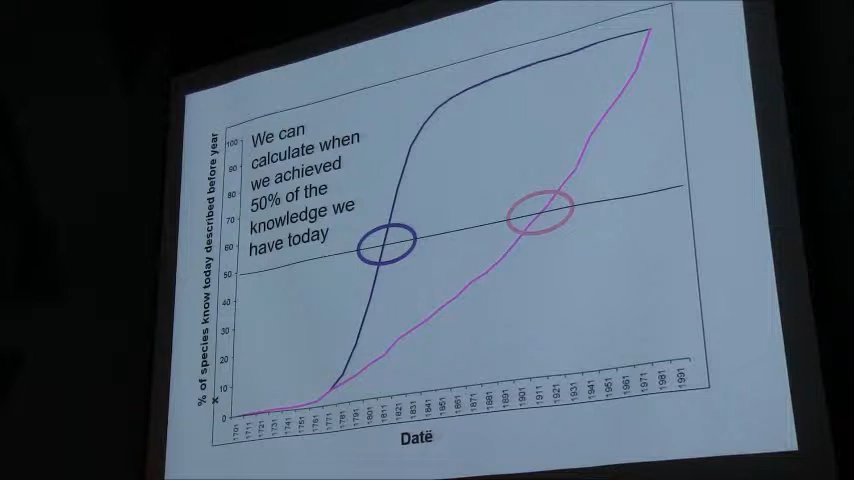 We can
calculate when
we achieved
50% of the
knowledge we
have today
% of species know today described before year
x
100
90
80
70
60
50
40
30
20
10
0
1701 1711 1721 1731 1741 1751 1761 1771 1781 1791 1801 1811 1821 1831 1841 1851 1861 1871 1881 1891 1901 1911 1921 1931 1941 1951 1961 1971 1981 1991
Date